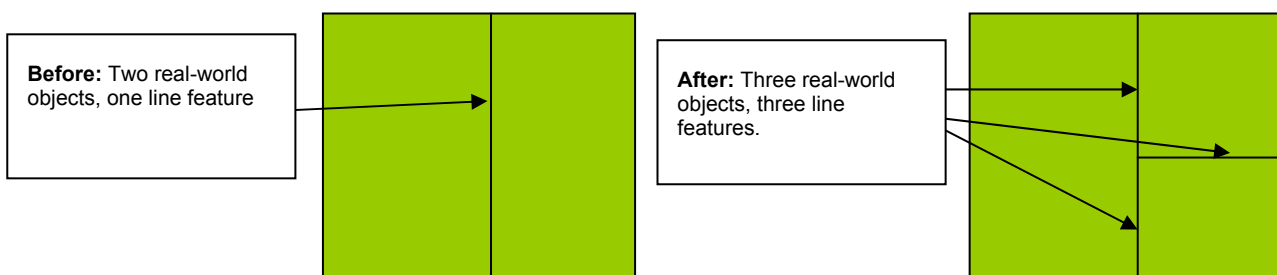 Before: Two real-world
objects, one line feature
After: Three real-world
objects, three line
features.